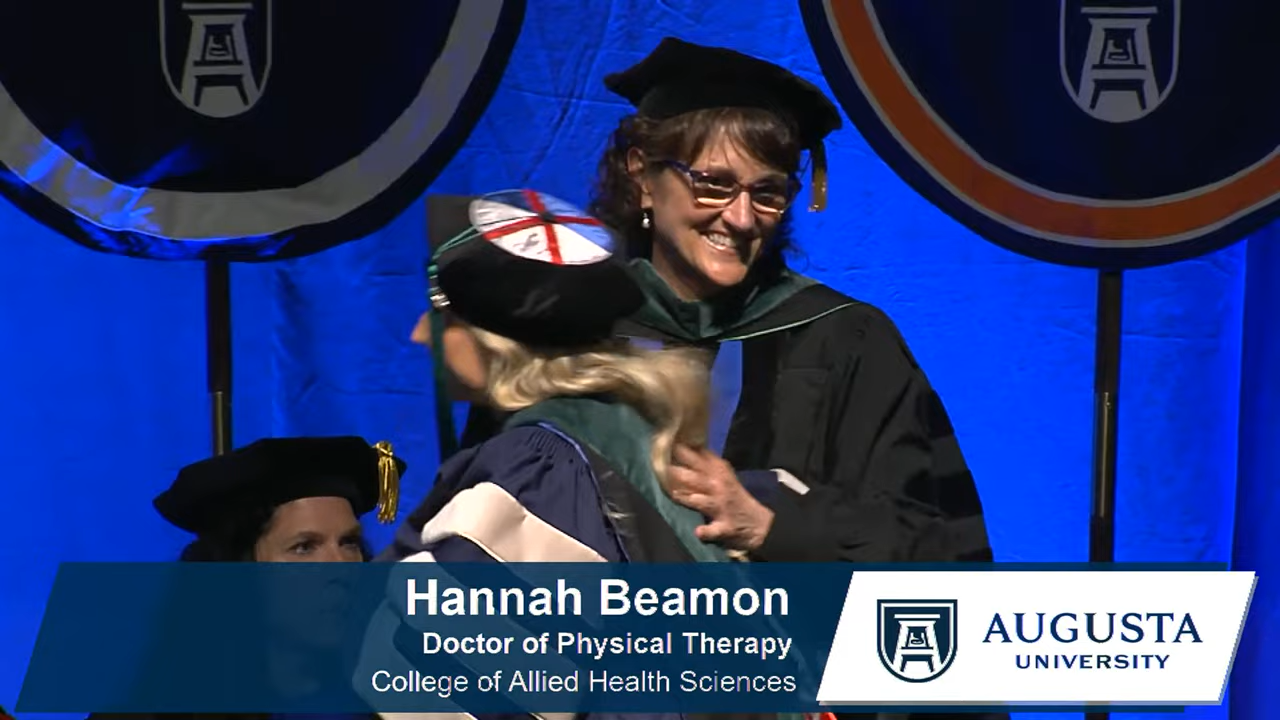 Hannah Beamon
Doctor of Physical Therapy
College of Allied Health Sciences
AUGUSTA
UNIVERSITY